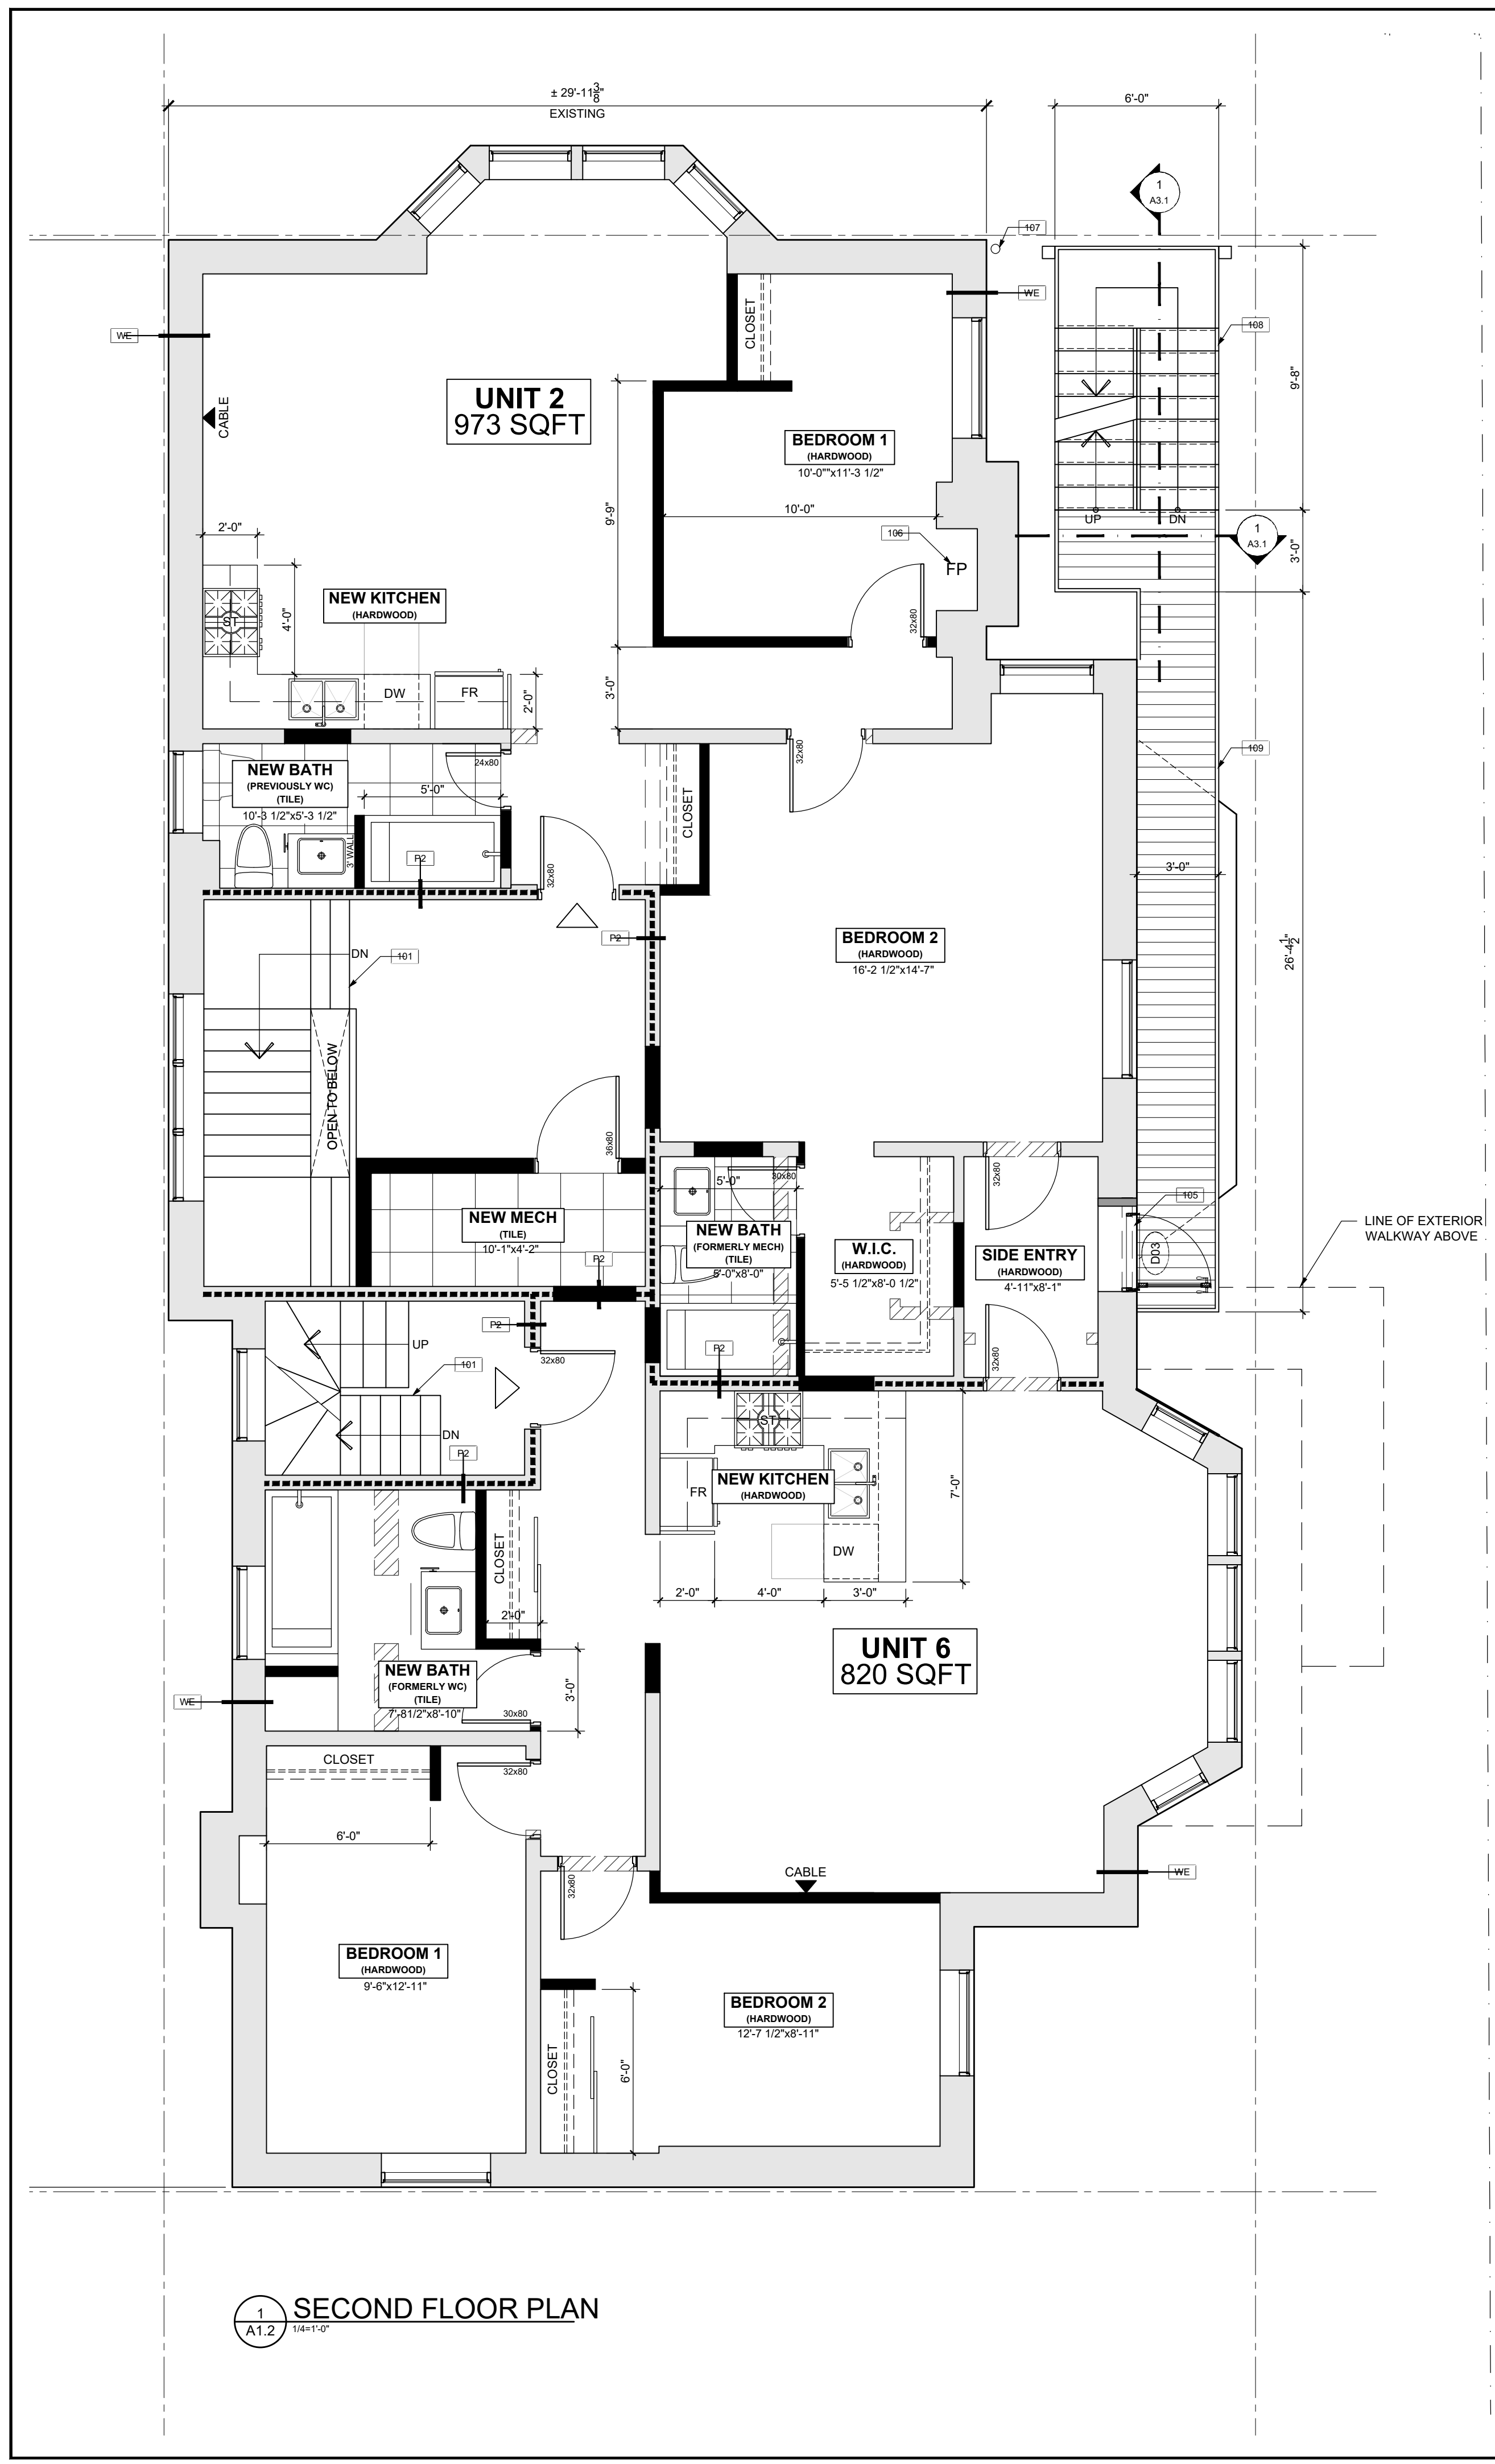 ± 29'-11 3/8"
EXISTING
6'-0"
1
A3.1
107
WE
WE
108
CLOSET
9'-8"
UNIT 2
973 SQFT
CABLE
BEDROOM 1
(HARDWOOD)
10'-0""x11'-3 1/2"
9'-9"
10'-0"
2'-0"
106
FP
UP
DN
1
A3.1
3'-0"
NEW KITCHEN
(HARDWOOD)
ST
4'-0"
32x80
DW
FR
2'-0"
3'-0"
NEW BATH
(PREVIOUSLY WC)
(TILE)
10'-3 1/2"x5'-3 1/2"
24x80
5'-0"
32x80
109
CLOSET
3' WALL
P2
32x80
3'-0"
P2
BEDROOM 2
(HARDWOOD)
16'-2 1/2"x14'-7"
26'-4 1/2"
DN
101
OPEN TO BELOW
36x80
NEW MECH
(TILE)
10'-1"x4'-2"
P2
5'-0"
30x80
NEW BATH
(FORMERLY MECH)
(TILE)
5'-0"x8'-0"
W.I.C.
(HARDWOOD)
5'-5 1/2"x8'-0 1/2"
32x80
SIDE ENTRY
(HARDWOOD)
4'-11"x8'-1"
105
D03
LINE OF EXTERIOR
WALKWAY ABOVE
P2
UP
101
32x80
P2
32x80
DN
P2
ST
NEW KITCHEN
(HARDWOOD)
FR
DW
7'-0"
CLOSET
2'-0"
2'-0"
4'-0"
3'-0"
UNIT 6
820 SQFT
NEW BATH
(FORMERLY WC)
(TILE)
7'-81/2"x8'-10"
WE
30x80
3'-0"
CLOSET
32x80
6'-0"
32x80
CABLE
WE
BEDROOM 1
(HARDWOOD)
9'-6"x12'-11"
BEDROOM 2
(HARDWOOD)
12'-7 1/2"x8'-11"
CLOSET
6'-0"
1
A1.2
SECOND FLOOR PLAN
1/4=1'-0"